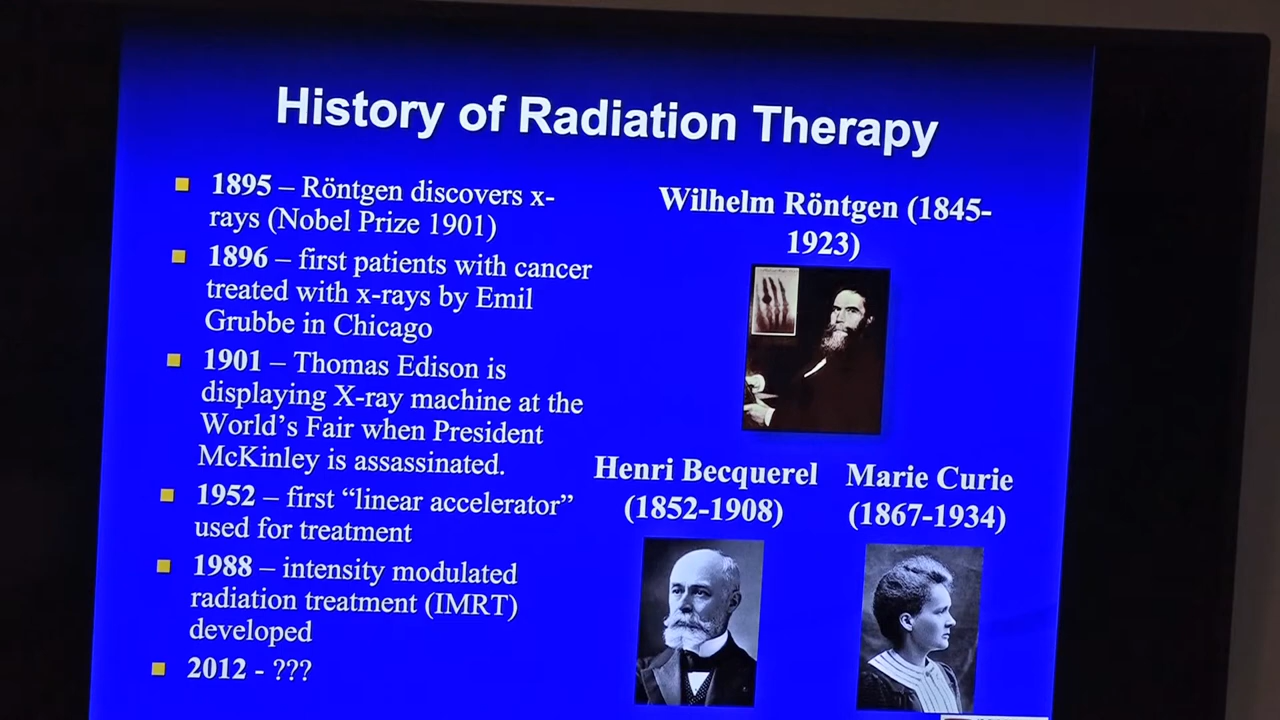 History of Radiation Therapy
1895 – Röntgen discovers x-
rays (Nobel Prize 1901)
1896 – first patients with cancer
treated with x-rays by Emil
Grubbe in Chicago
1901 – Thomas Edison is
displaying X-ray machine at the
World's Fair when President
McKinley is assassinated.
1952 – first “linear accelerator”
used for treatment
1988 – intensity modulated
radiation treatment (IMRT)
developed
2012 - ???
Wilhelm Röntgen (1845-
1923)
Henri Becquerel
(1852-1908)
Marie Curie
(1867-1934)